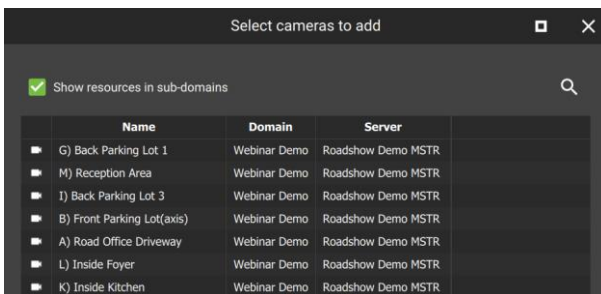 Select cameras to add
Show resources in sub-domains
Name Domain Server
G) Back Parking Lot 1 Webinar Demo Roadshow Demo MSTR
M) Reception Area Webinar Demo Roadshow Demo MSTR
I) Back Parking Lot 3 Webinar Demo Roadshow Demo MSTR
B) Front Parking Lot(axis) Webinar Demo Roadshow Demo MSTR
A) Road Office Driveway Webinar Demo Roadshow Demo MSTR
L) Inside Foyer Webinar Demo Roadshow Demo MSTR
K) Inside Kitchen Webinar Demo Roadshow Demo MSTR